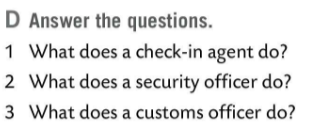 D Answer the questions.
1 What does a check-in agent do?
2 What does a security officer do?
3 What does a customs officer do?